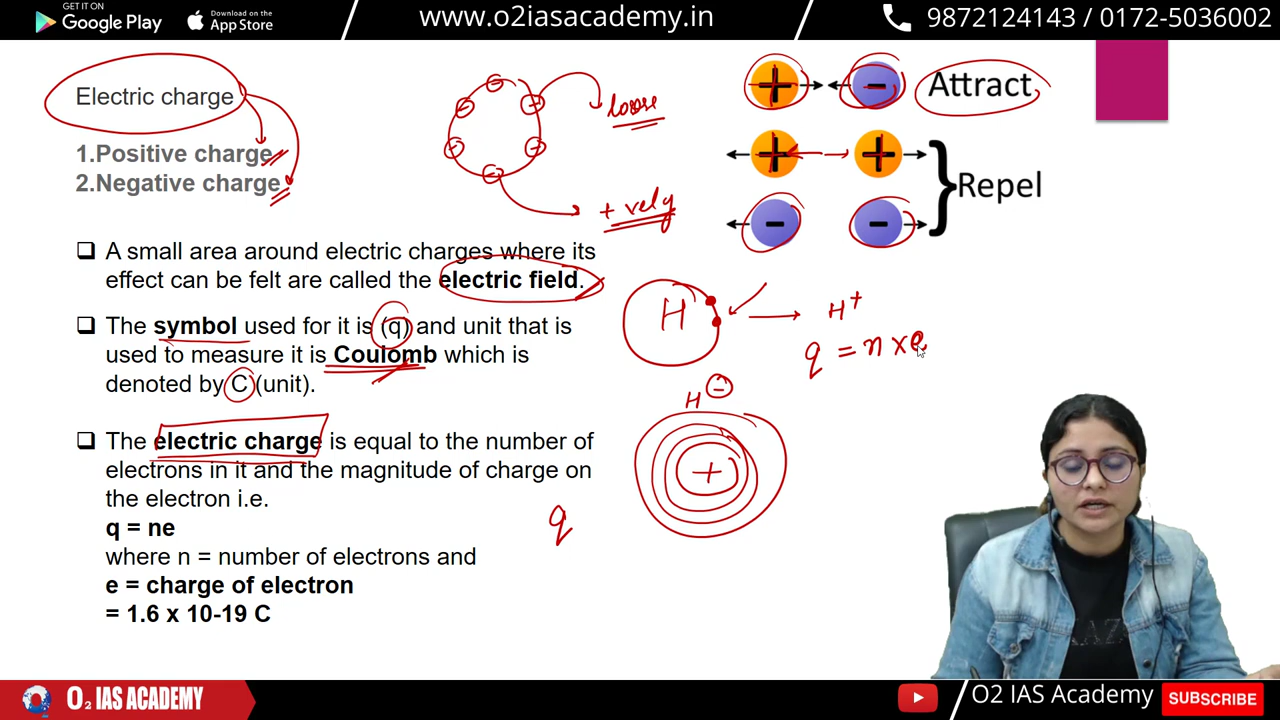 GET IT ON
Google Play
Download on the
App Store
www.o2iasacademy.in
9872124143 / 0172-5036002
Electric charge
1.Positive charge
2.Negative charge
loose
+ vely
+ - Attract
+ +
Repel
- -
❑ A small area around electric charges where its
effect can be felt are called the electric field.
❑ The symbol used for it is (q) and unit that is
used to measure it is Coulomb which is
denoted by C (unit).
H → H+
q = n x e
H -
+
❑ The electric charge is equal to the number of
electrons in it and the magnitude of charge on
the electron i.e.
q = ne
q
where n = number of electrons and
e = charge of electron
= 1.6 x 10-19 C
O2 IAS ACADEMY
O2 IAS Academy
SUBSCRIBE